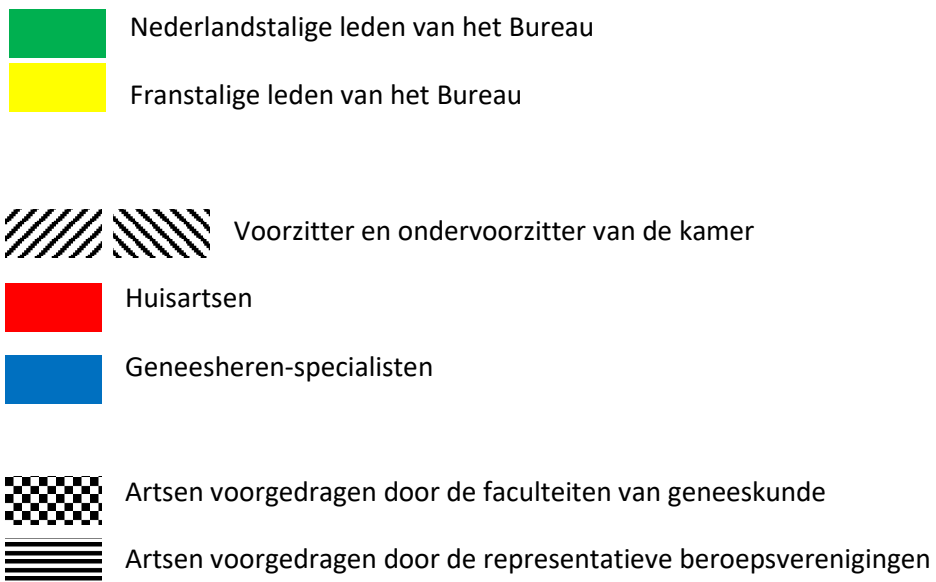 Nederlandstalige leden van het Bureau
Franstalige leden van het Bureau
Voorzitter en ondervoorzitter van de kamer
Huisartsen
Geneesheren-specialisten
Artsen voorgedragen door de faculteiten van geneeskunde
Artsen voorgedragen door de representatieve beroepsverenigingen